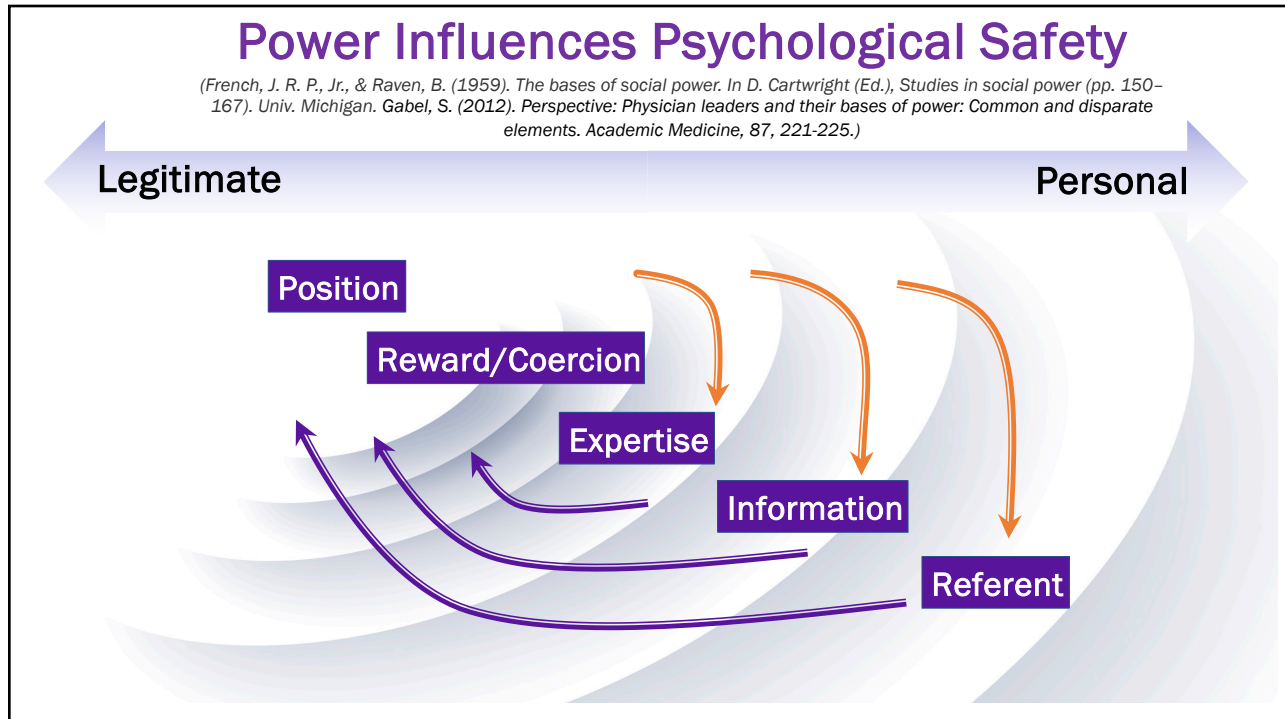 Power Influences Psychological Safety
(French, J. R. P., Jr., & Raven, B. (1959). The bases of social power. In D. Cartwright (Ed.), Studies in social power (pp. 150–
167). Univ. Michigan. Gabel, S. (2012). Perspective: Physician leaders and their bases of power: Common and disparate
elements. Academic Medicine, 87, 221-225.)
Legitimate
Personal
Position
Reward/Coercion
Expertise
Information
Referent